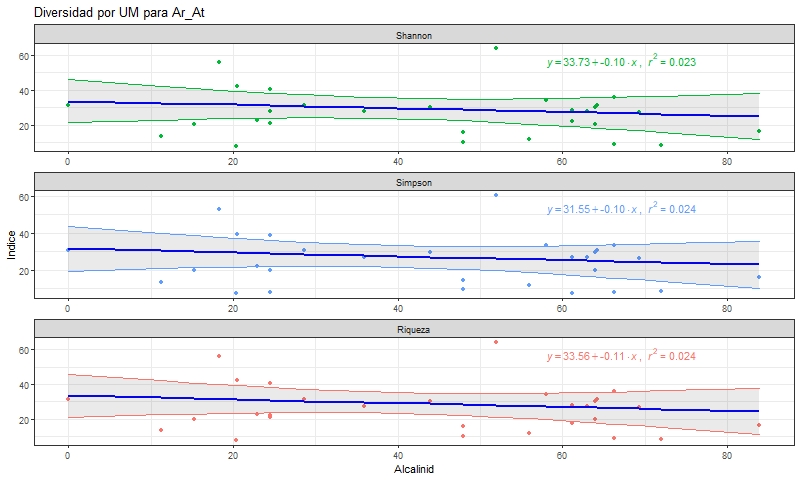 Diversidad por UM para Ar_At
Shannon
60
40
20
y = 33.73 + -0.10 · x , r² = 0.023
0 20 40 60 80
Simpson
60
40
20
y = 31.55 + -0.10 · x , r² = 0.024
0 20 40 60 80
Indice
Riqueza
60
40
20
y = 33.56 + -0.11 · x , r² = 0.024
0 20 40 60 80
Alcalinid